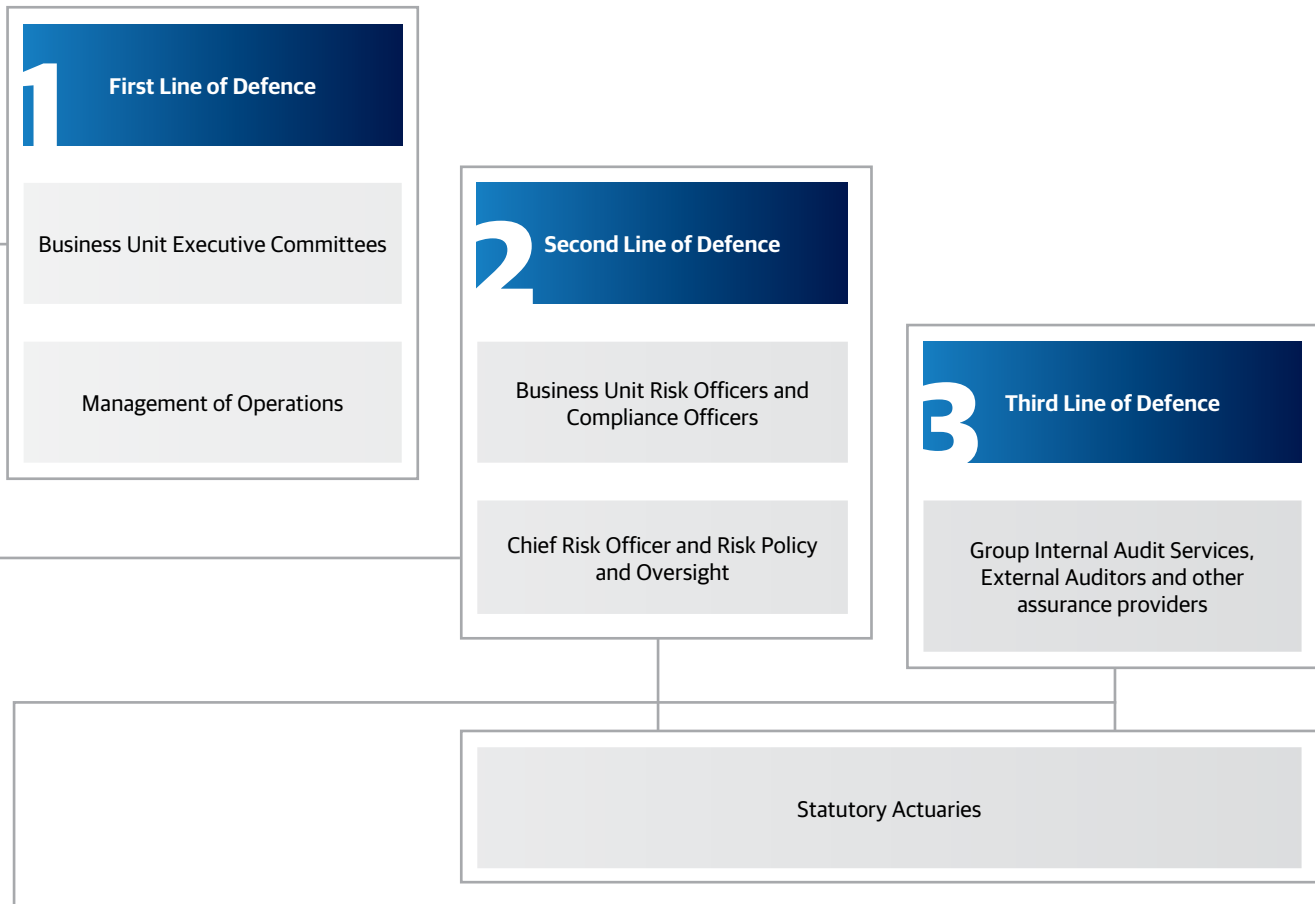 1
First Line of Defence
Business Unit Executive Committees
Management of Operations
2
Second Line of Defence
Business Unit Risk Officers and
Compliance Officers
Chief Risk Officer and Risk Policy
and Oversight
3
Third Line of Defence
Group Internal Audit Services,
External Auditors and other
assurance providers
Statutory Actuaries